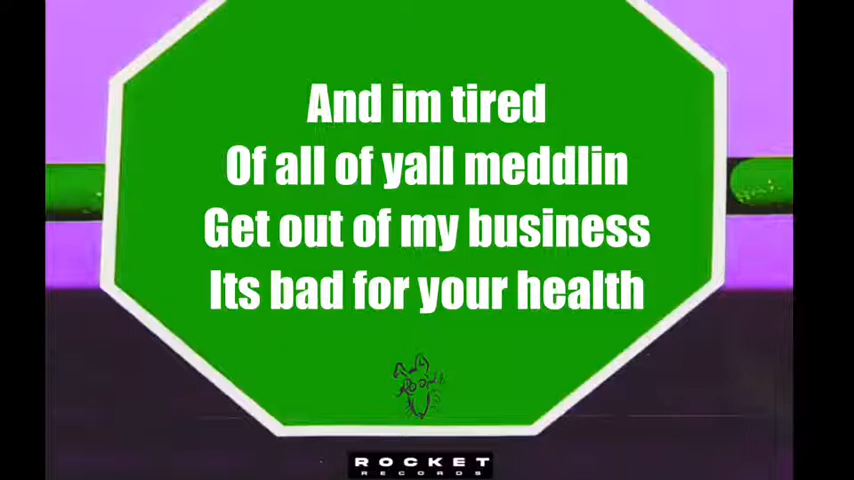 And im tired
Of all of yall meddlin
Get out of my business
Its bad for your health
ROCKET
RECORDS